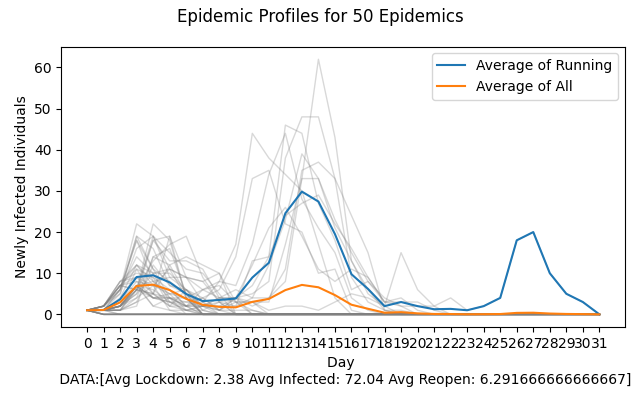 Epidemic Profiles for 50 Epidemics
Newly Infected Individuals
60
50
40
30
20
10
0
Average of Running
Average of All
0 1 2 3 4 5 6 7 8 9 10 11 12 13 14 15 16 17 18 19 20 21 22 23 24 25 26 27 28 29 30 31
Day
DATA:[Avg Lockdown: 2.38 Avg Infected: 72.04 Avg Reopen: 6.291666666666667]